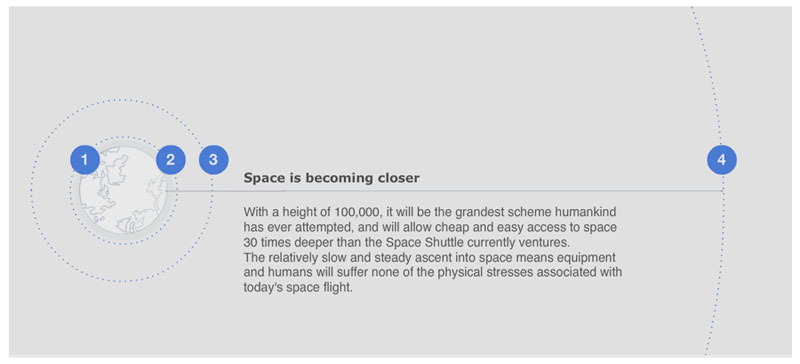 1 2 3 4
Space is becoming closer
With a height of 100,000, it will be the grandest scheme humankind
has ever attempted, and will allow cheap and easy access to space
30 times deeper than the Space Shuttle currently ventures.
The relatively slow and steady ascent into space means equipment
and humans will suffer none of the physical stresses associated with
today's space flight.